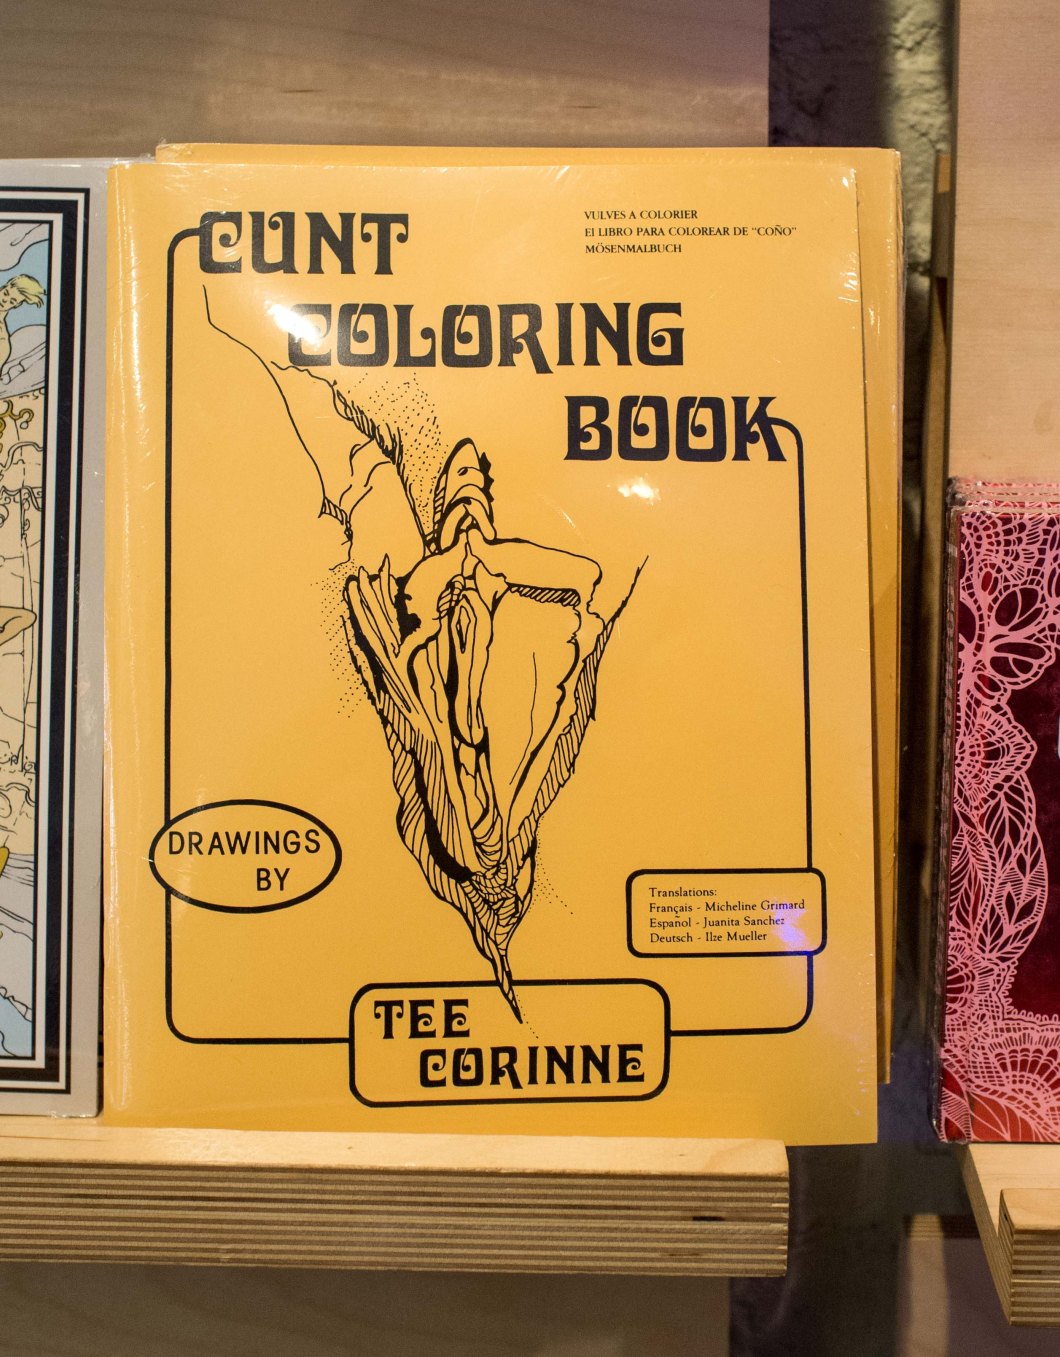 CUNT
COLORING
BOOK
VULVES A COLORIER
El LIBRO PARA COLOREAR DE “COÑO”
MÖSENMALBUCH
DRAWINGS
BY
Translations:
Français - Micheline Grimard
Español - Juanita Sanchez
Deutsch - Ilze Mueller
TEE
CORINNE